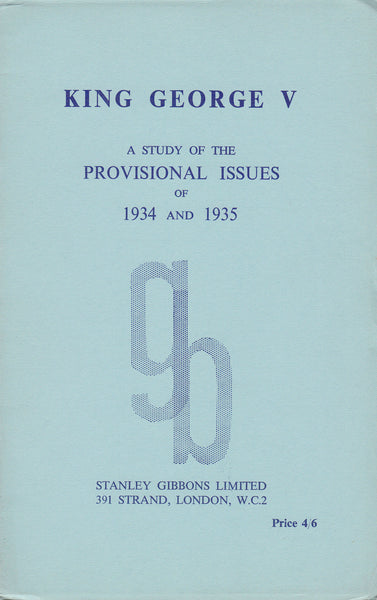 KING GEORGE V
A STUDY OF THE
PROVISIONAL ISSUES
OF
1934 AND 1935
gb
STANLEY GIBBONS LIMITED
391 STRAND, LONDON, W.C.2
Price 4/6